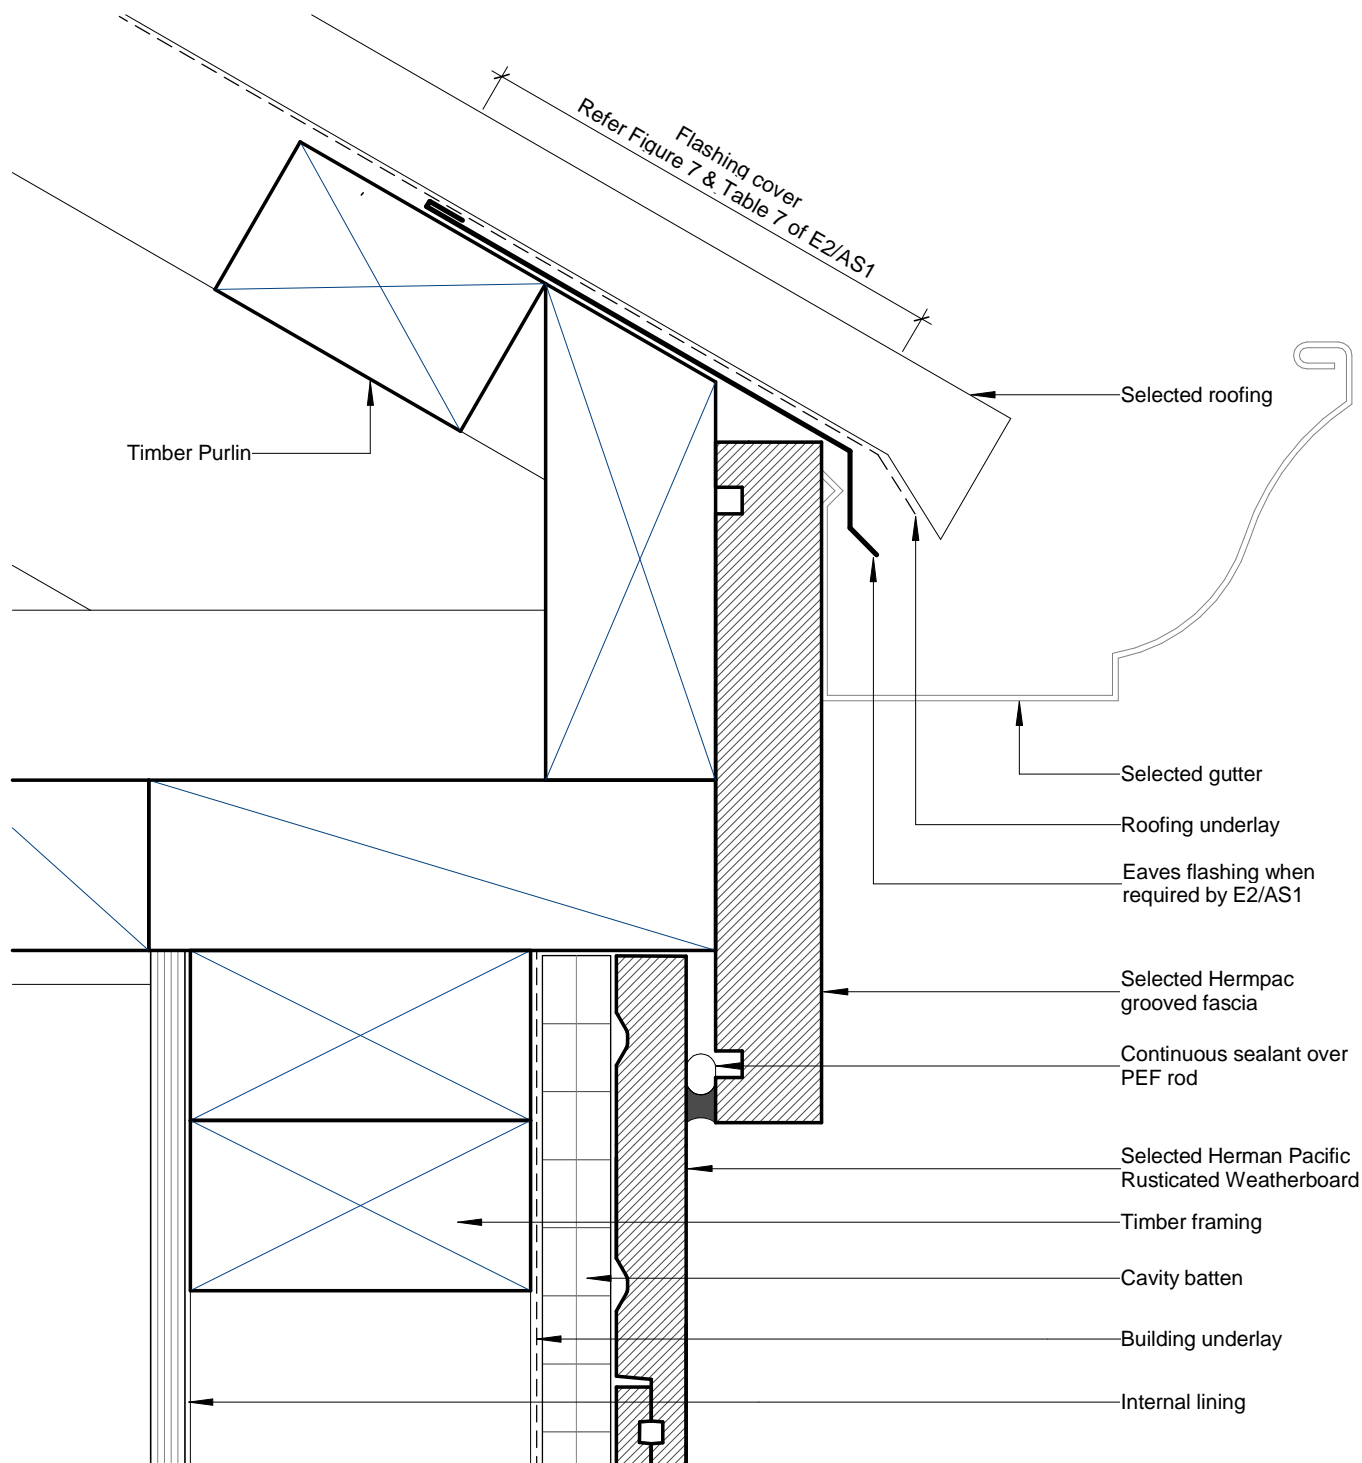 Flashing cover
Refer Figure 7 & Table 7 of E2/AS1
Selected roofing
Timber Purlin
Selected gutter
Roofing underlay
Eaves flashing when
required by E2/AS1
Selected Hermpac
grooved fascia
Continuous sealant over
PEF rod
Selected Herman Pacific
Rusticated Weatherboard
Timber framing
Cavity batten
Building underlay
Internal lining